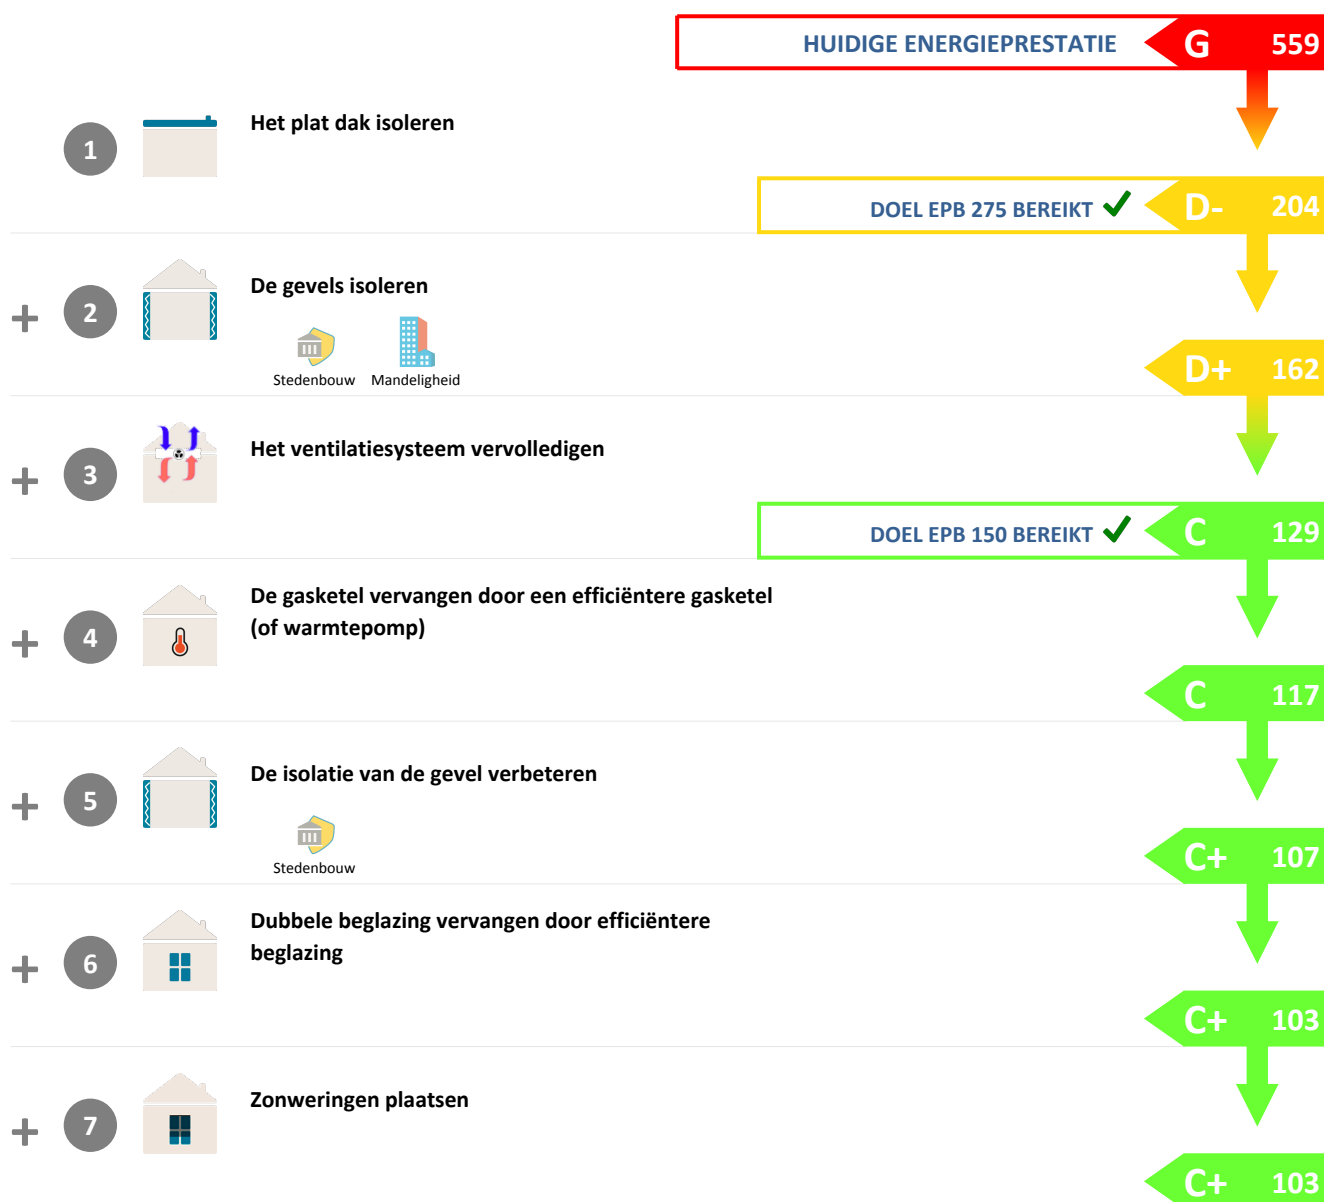 HUIDIGE ENERGIEPRESTATIE G 559
1 Het plat dak isoleren
DOEL EPB 275 BEREIKT D- 204
+ 2 De gevels isoleren
Stedenbouw Mandeligheid
D+ 162
+ 3 Het ventilatiesysteem vervolledigen
DOEL EPB 150 BEREIKT C 129
+ 4 De gasketel vervangen door een efficiëntere gasketel
(of warmtepomp)
C 117
+ 5 De isolatie van de gevel verbeteren
Stedenbouw
C+ 107
+ 6 Dubbele beglazing vervangen door efficiëntere
beglazing
C+ 103
+ 7 Zonweringen plaatsen
C+ 103